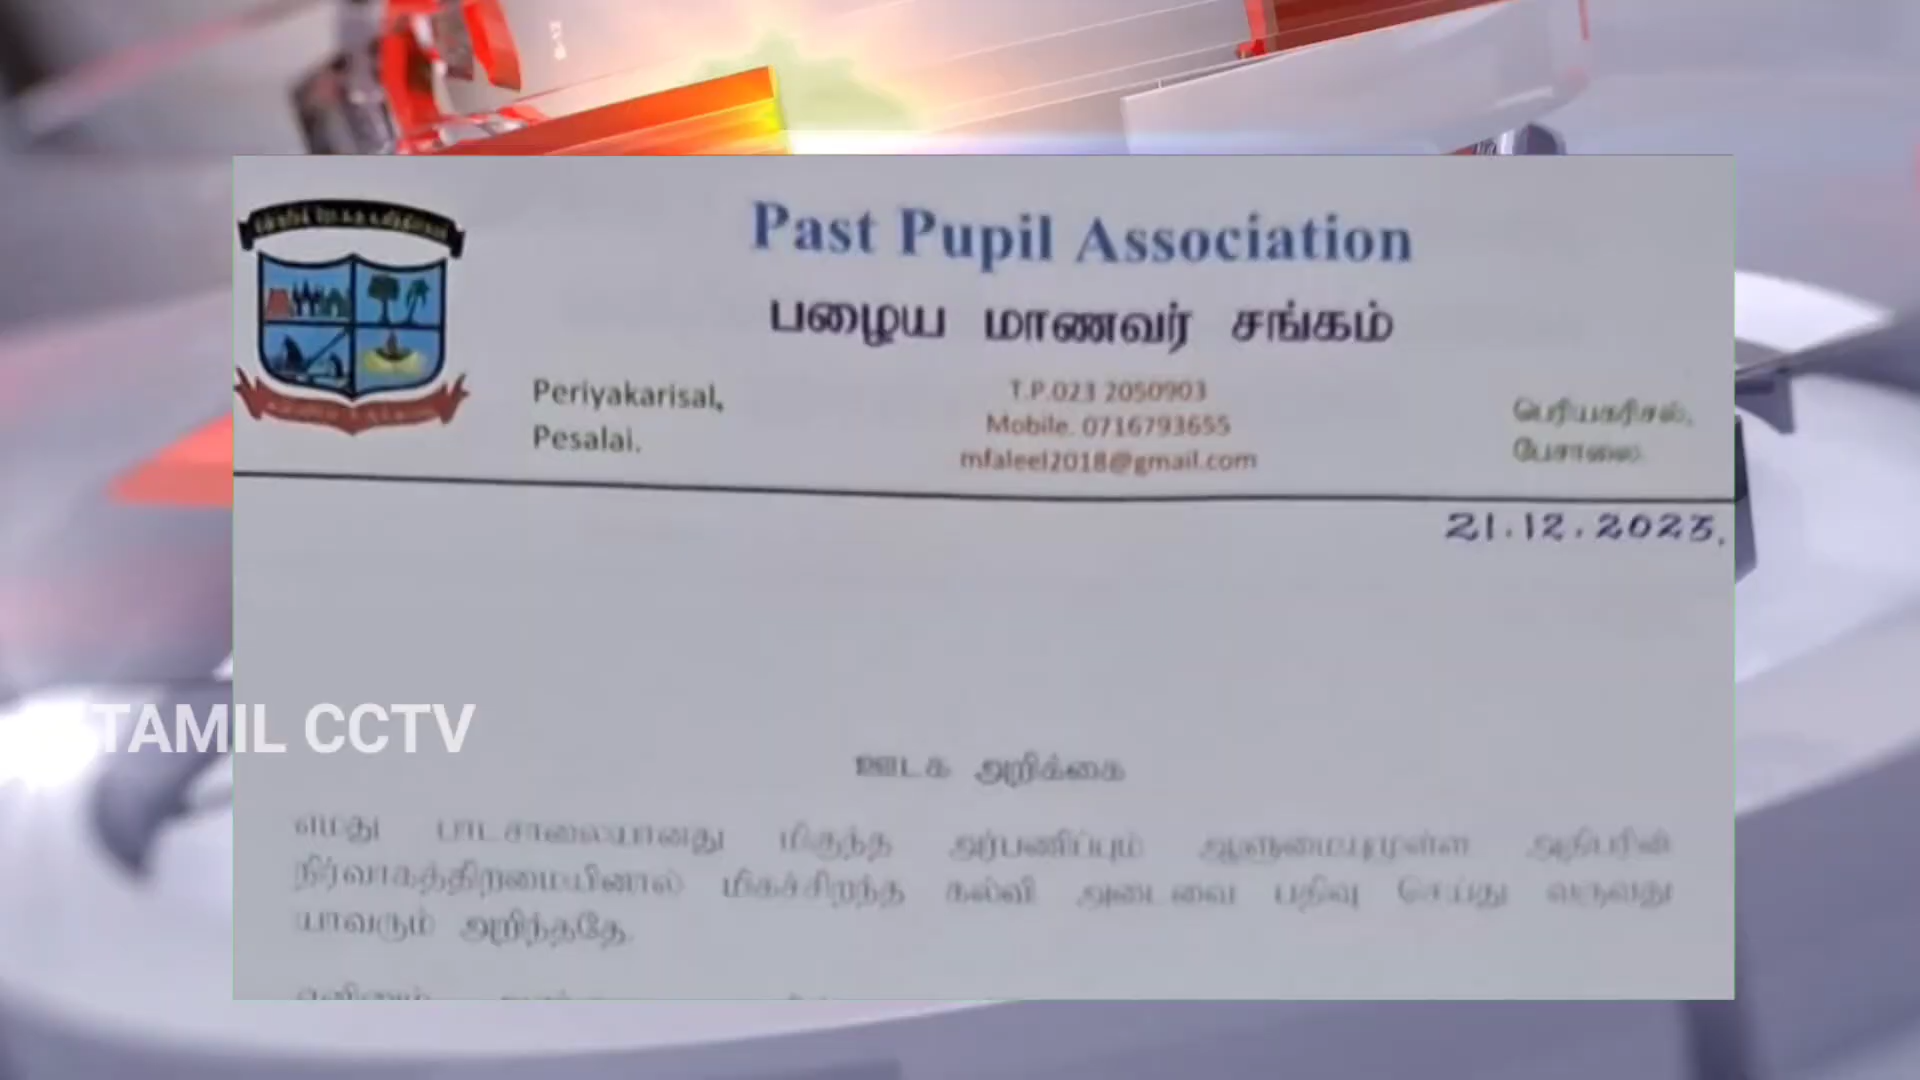 Past Pupil Association
பழைய மாணவர் சங்கம்
Periyakarisal,
Pesalai.
T.P.023 2050903
Mobile. 0716793655
mfaleel2018@gmail.com
பெரியகரிசல்,
பேசாலை.
21.12.2023.
TAMIL CCTV
ஊடக அறிக்கை
எமது பாடசாலையானது மிகுந்த அர்பணிப்பும் ஆளுமையுமுள்ள அதிபரின்
நிர்வாகத்திறமையினால் மிகச்சிறந்த கல்வி அடைவை பதிவு செய்து வருவது
யாவரும் அறிந்ததே.